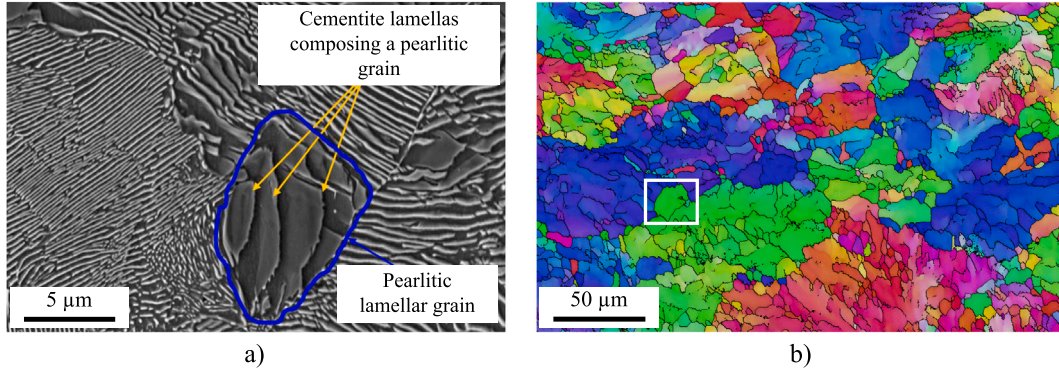 Cementite lamellas
composing a pearlitic
grain
Pearlitic
lamellar grain
5 µm
50 µm
a)
b)